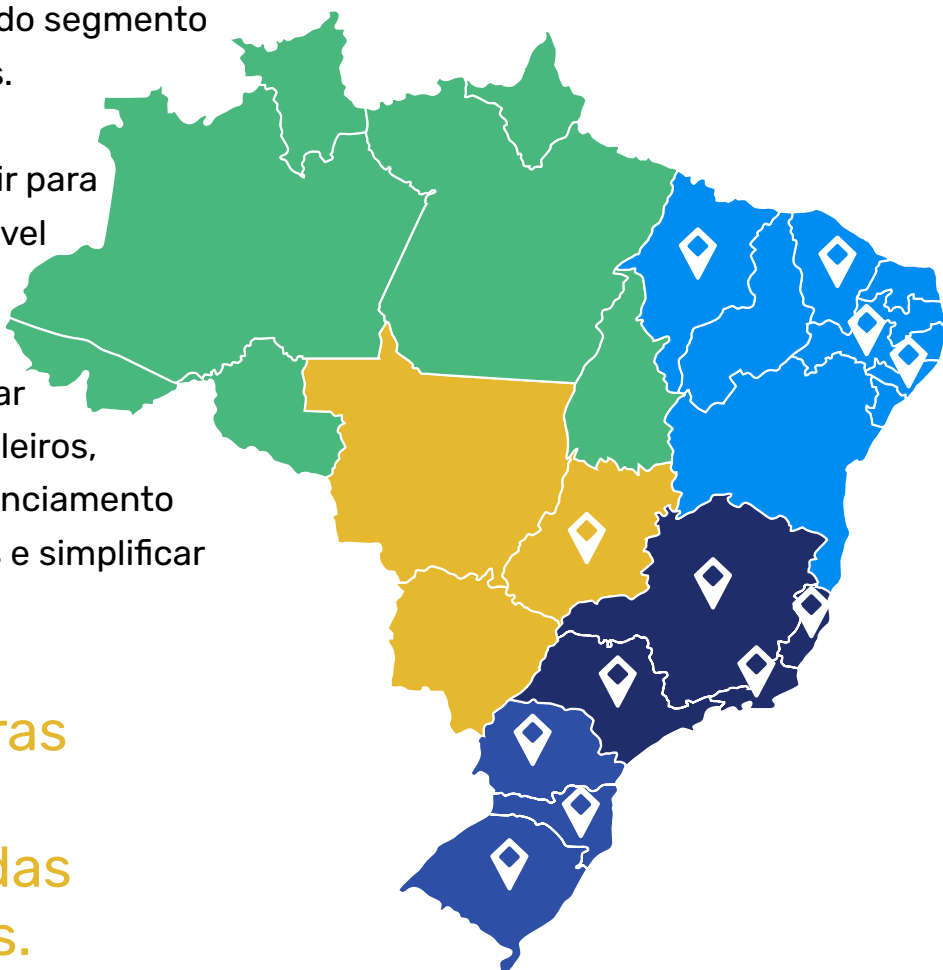 do segmento
s.
ir para
vel
ar
leiros,
nciamento
s e simplificar
ras
das
s.